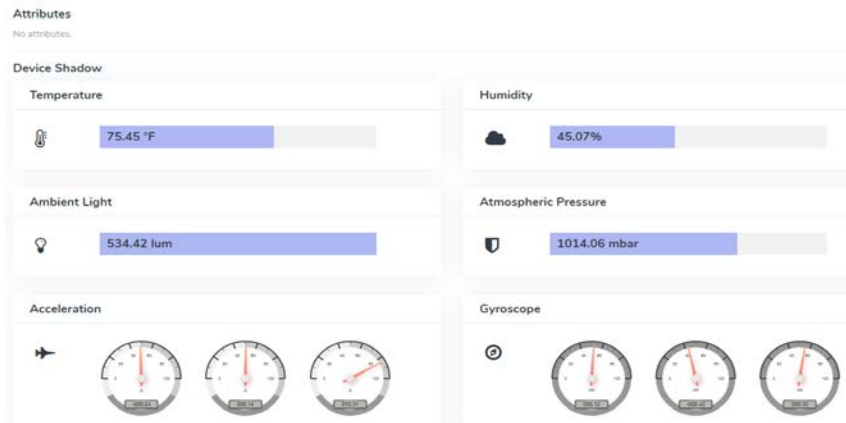 Attributes
No attributes.
Device Shadow
Temperature
75.45 °F
Humidity
45.07%
Ambient Light
534.42 lum
Atmospheric Pressure
1014.06 mbar
Acceleration
Gyroscope